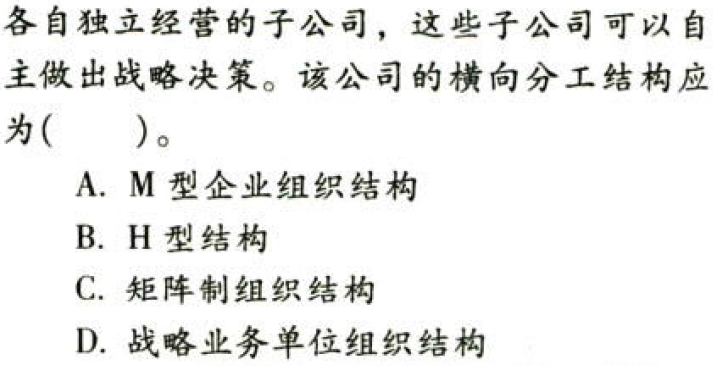 各自独立经营的子公司，这些子公司可以自
主做出战略决策。该公司的横向分工结构应
为(　　)。
A. M 型企业组织结构
B. H 型结构
C. 矩阵制组织结构
D. 战略业务单位组织结构